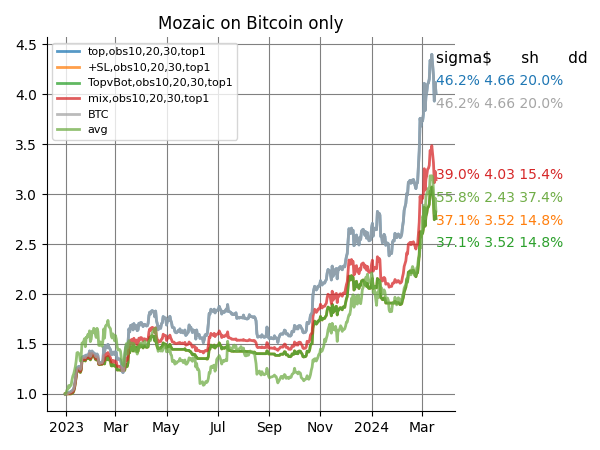 Mozaic on Bitcoin only
4.5
4.0
3.5
3.0
2.5
2.0
1.5
1.0
top,obs10,20,30,top1
+SL,obs10,20,30,top1
TopvBot,obs10,20,30,top1
mix,obs10,20,30,top1
BTC
avg
sigma$ sh dd
46.2% 4.66 20.0%
46.2% 4.66 20.0%
39.0% 4.03 15.4%
55.8% 2.43 37.4%
37.1% 3.52 14.8%
37.1% 3.52 14.8%
2023 Mar May Jul Sep Nov 2024 Mar